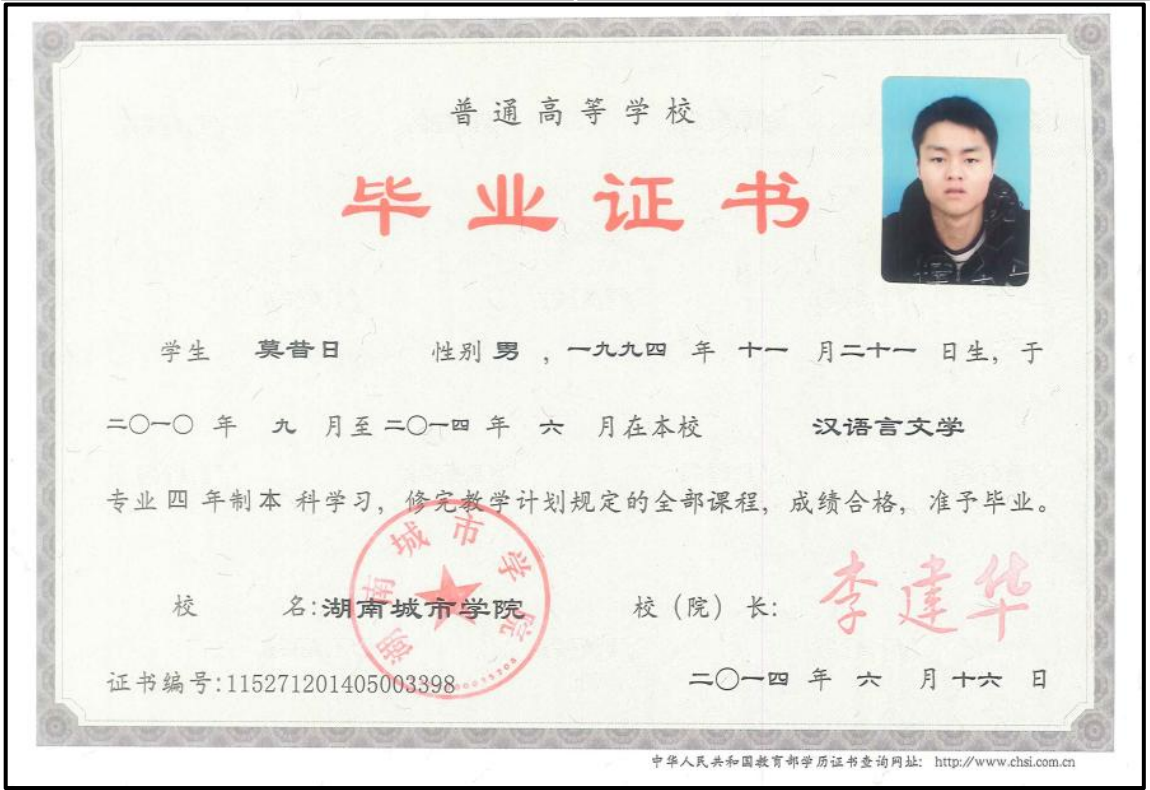 普通高等学校
毕业证书
学生 莫昔日 性别 男 ，一九九四 年 十一 月二十一 日生，于
二〇一〇 年 九 月至二〇一四 年 六 月在本校 汉语言文学
专业 四 年制本 科学习，修完教学计划规定的全部课程，成绩合格，准予毕业。
校 名:湖南城市学院 校（院）长: 李建华
湖南城市学院
证书编号:115271201405003398 二〇一四 年 六 月 十六 日
中华人民共和国教育部学历证书查询网址: http://www.chsi.com.cn